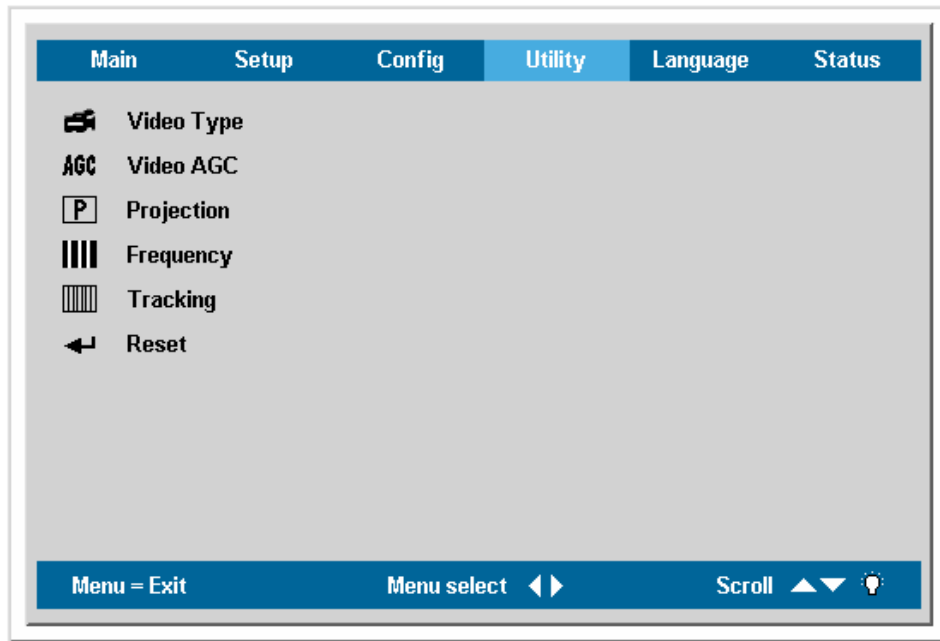 Main Setup Config Utility Language Status
Video Type
AGC Video AGC
P Projection
Frequency
Tracking
Reset
Menu = Exit Menu select Scroll